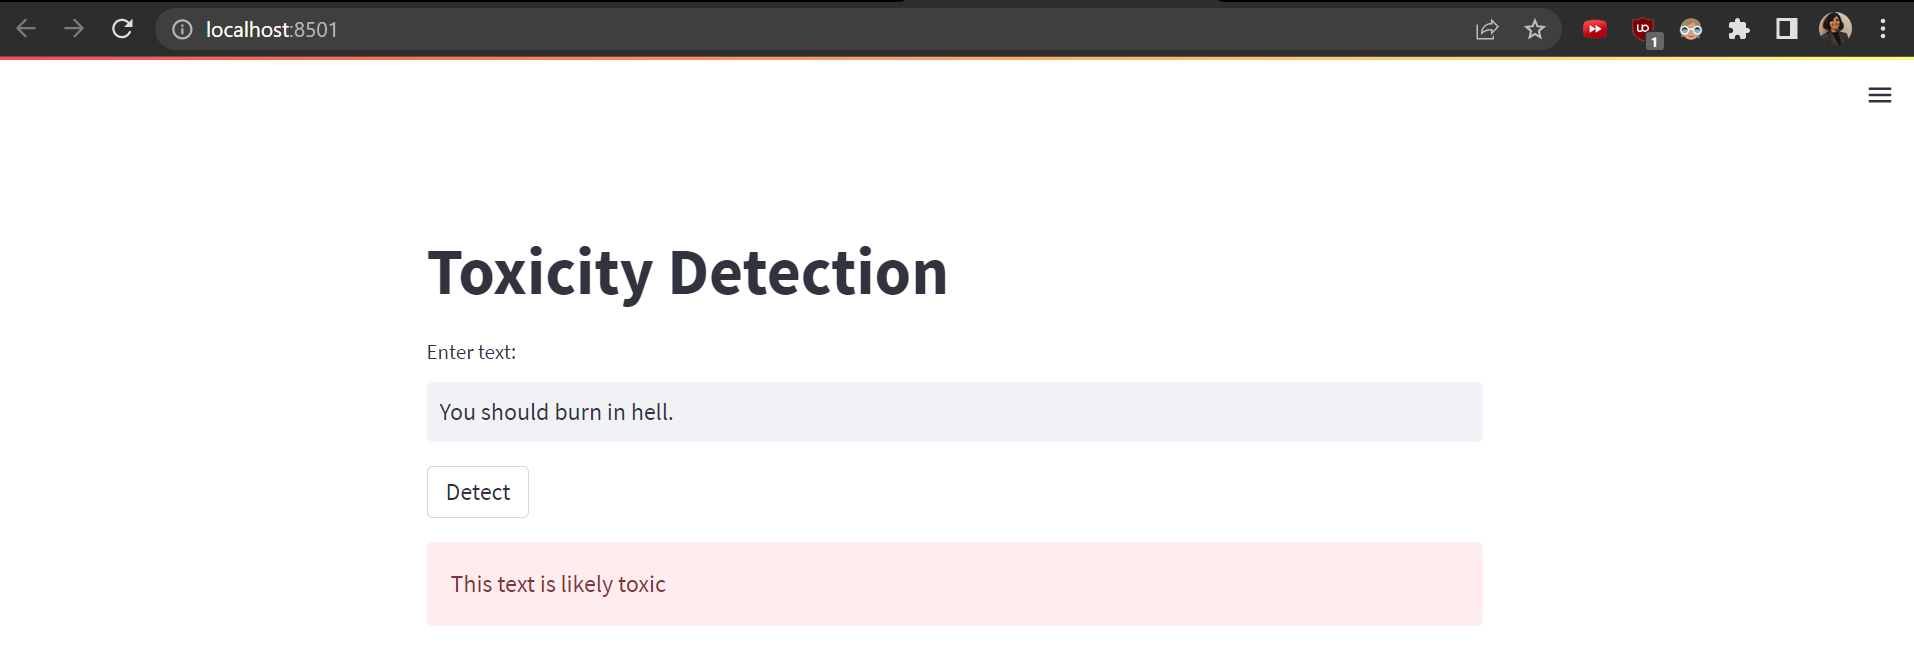 localhost:8501
1
Toxicity Detection
Enter text:
You should burn in hell.
Detect
This text is likely toxic